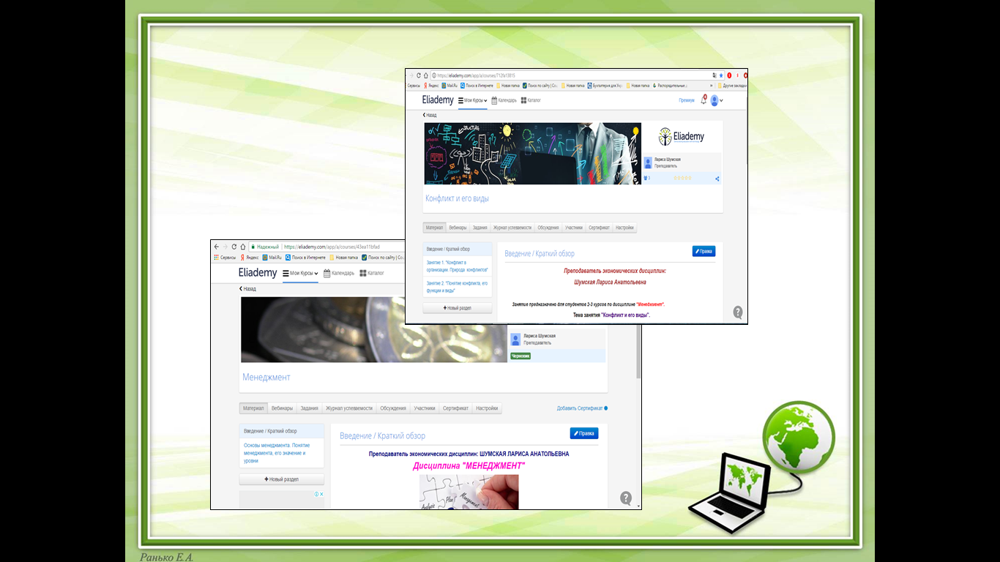 https://eliademy.com/app/a/courses/712fa13815
Сервисы Яндекс Mail.Ru Поиск в Интернете Новая папка Поиск по сайту | Соц Новая папка Бухгалтерия для Укр Новая папка Распорядительные д » Другие закладки
Eliademy Мои Курсы Календарь Каталог Премиум
Назад
Eliademy
Лариса Шумская
Преподаватель
3
Конфликт и его виды
Материал Вебинары Задания Журнал успеваемости Обсуждения Участники Сертификат Настройки
Введение / Краткий обзор
Занятие 1. "Конфликт в
организации. Природа конфликтов"
Занятие 2. "Понятие конфликта, его
функции и виды"
+ Новый раздел
Введение / Краткий обзор Правка
Преподаватель экономических дисциплин:
Шумская Лариса Анатольевна
Занятие предназначено для студентов 2-3 курсов по дисциплине "Менеджмент".
Тема занятия "Конфликт и его виды".
?
Надежный https://eliademy.com/app/a/courses/43ea11bfad
Сервисы Яндекс Mail.Ru Поиск в Интернете Новая папка Поиск по сайту | Соц
Eliademy Мои Курсы Календарь Каталог
Назад
Лариса Шумская
Преподаватель
Черновик
Менеджмент
Материал Вебинары Задания Журнал успеваемости Обсуждения Участники Сертификат Настройки Добавить Сертификат
Введение / Краткий обзор
Основы менеджмента. Понятие
менеджмента, его значение и
уровни
+ Новый раздел
Введение / Краткий обзор Правка
Преподаватель экономических дисциплин: ШУМСКАЯ ЛАРИСА АНАТОЛЬЕВНА
Дисциплина "МЕНЕДЖМЕНТ"
Analysis Plan Management
?
Ранько Е.А.